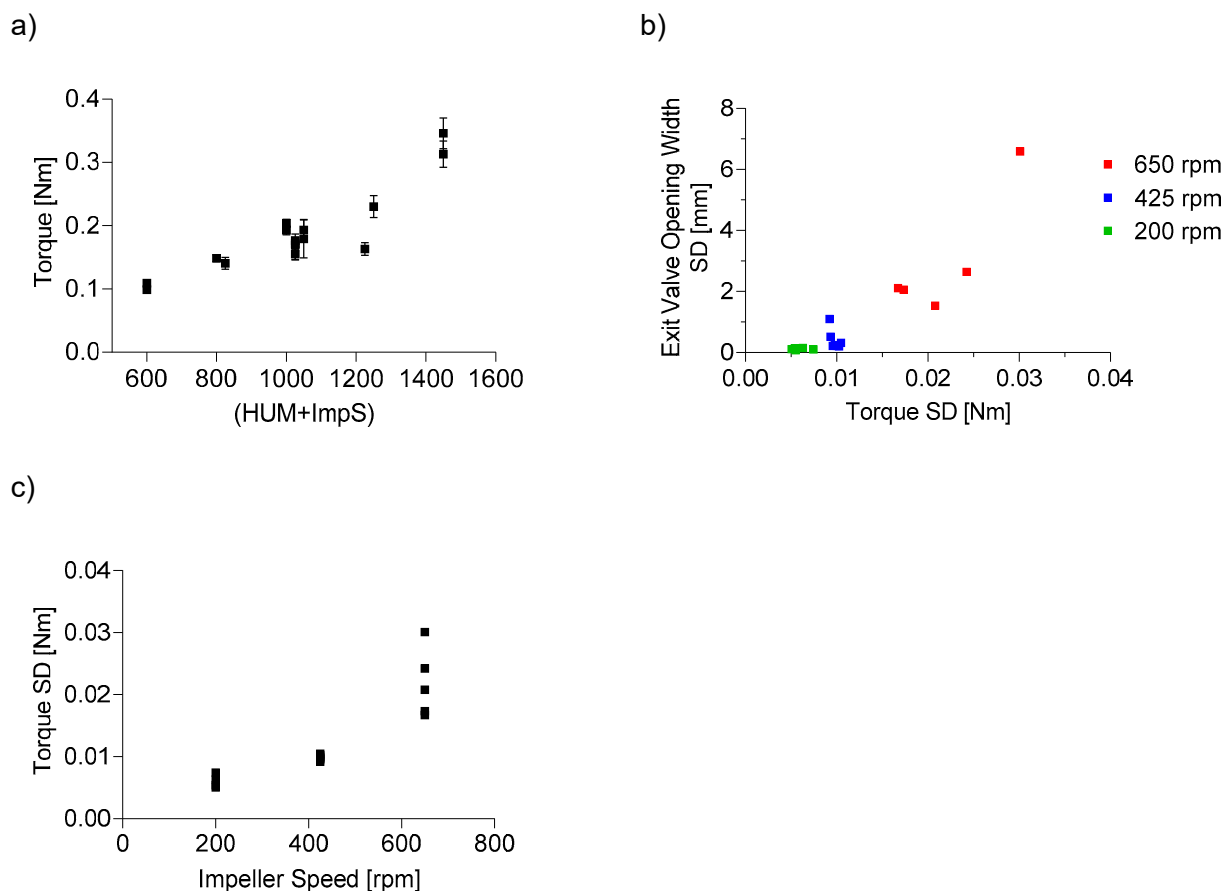 a)
0.4
0.3
0.2
0.1
0.0
Torque [Nm]
600 800 1000 1200 1400 1600
(HUM+ImpS)
b)
8
6
4
2
0
Exit Valve Opening Width
SD [mm]
0.00 0.01 0.02 0.03 0.04
Torque SD [Nm]
650 rpm
425 rpm
200 rpm
c)
0.04
0.03
0.02
0.01
0.00
Torque SD [Nm]
0 200 400 600 800
Impeller Speed [rpm]